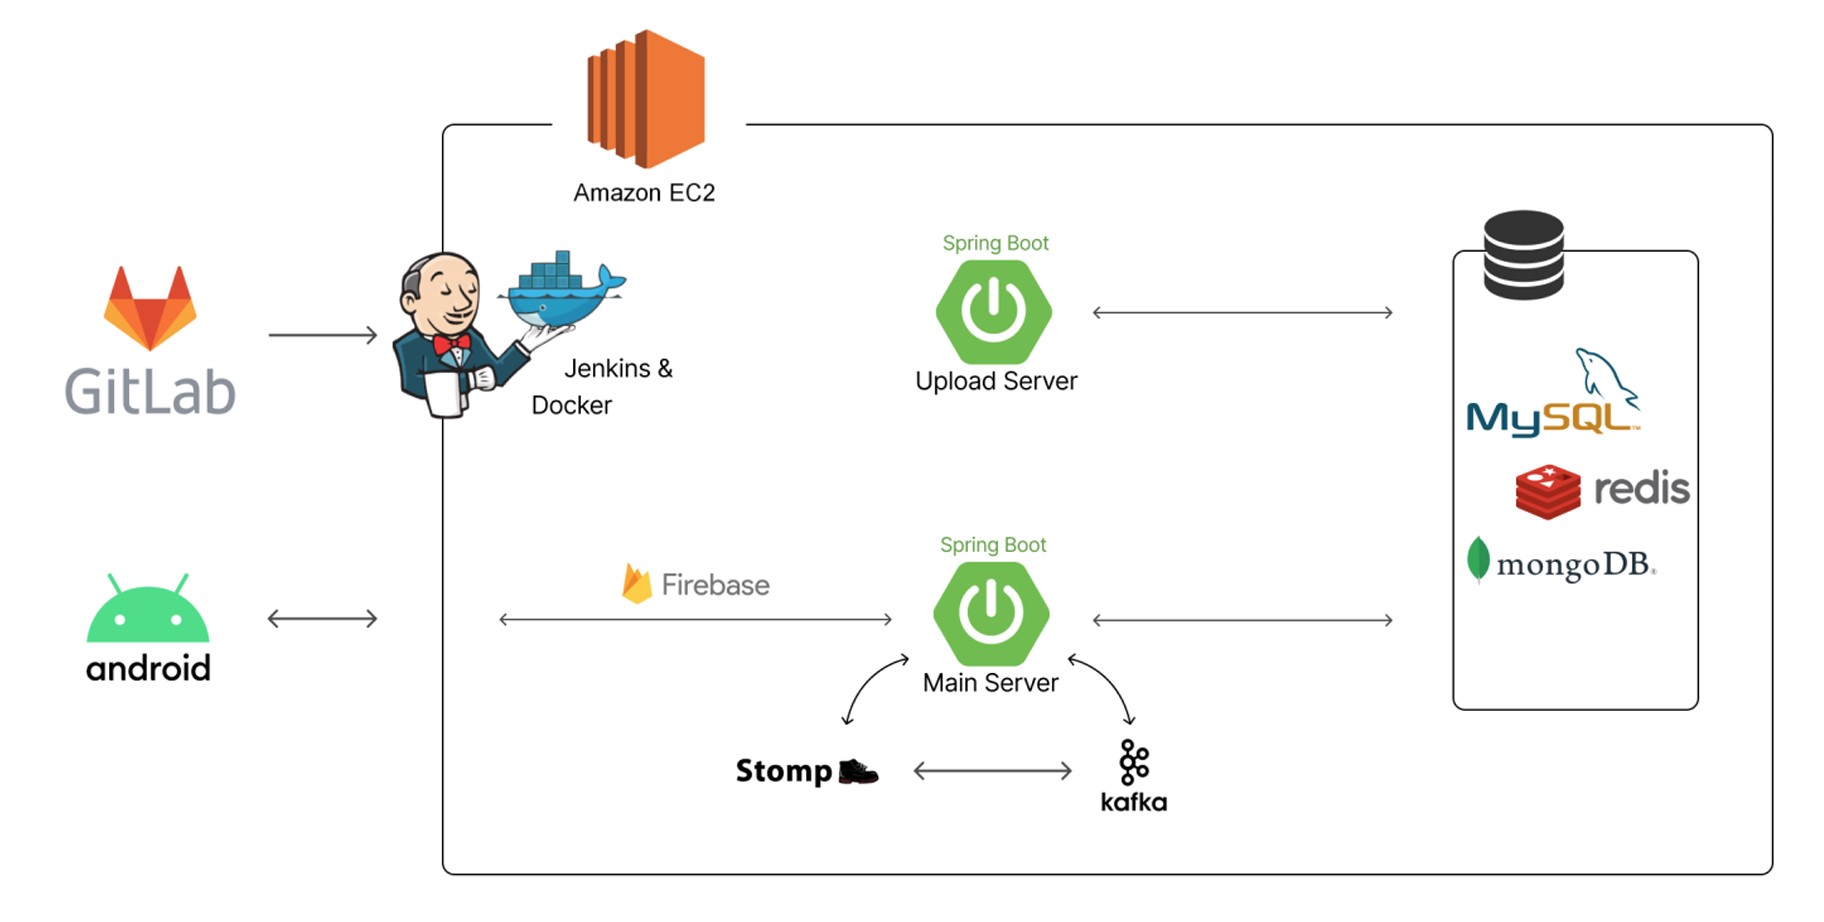 Amazon EC2
GitLab
Jenkins &
Docker
Spring Boot
Upload Server
MySQL™
redis
mongoDB®
android
Firebase
Spring Boot
Main Server
Stomp
kafka